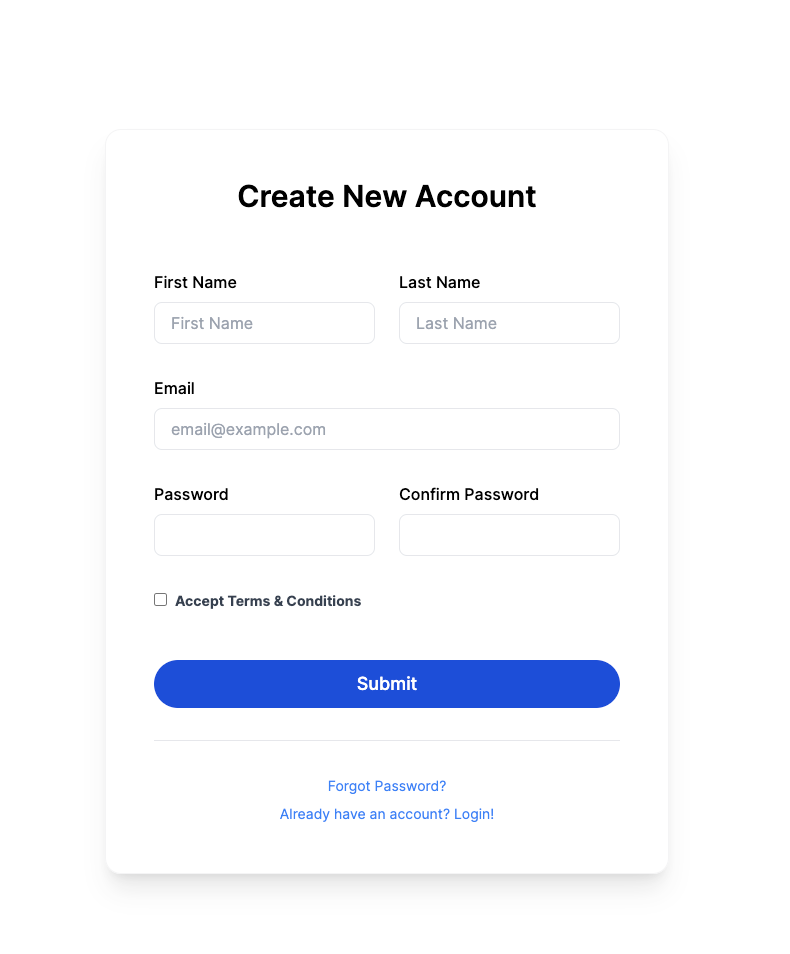 Create New Account
First Name Last Name
First Name Last Name
Email
email@example.com
Password Confirm Password
Accept Terms & Conditions
Submit
Forgot Password?
Already have an account? Login!